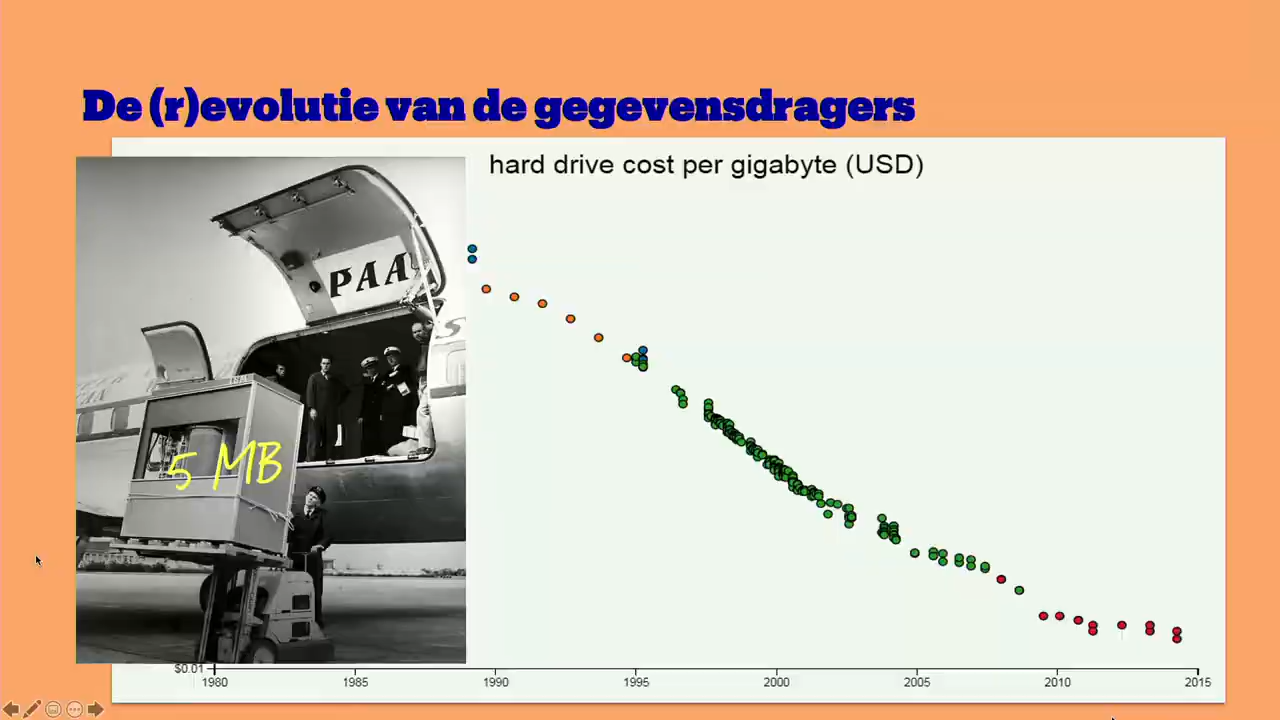 De (r)evolutie van de gegevensdragers
hard drive cost per gigabyte (USD)
PAA
IBM
5 MB
$0.01
1980 1985 1990 1995 2000 2005 2010 2015